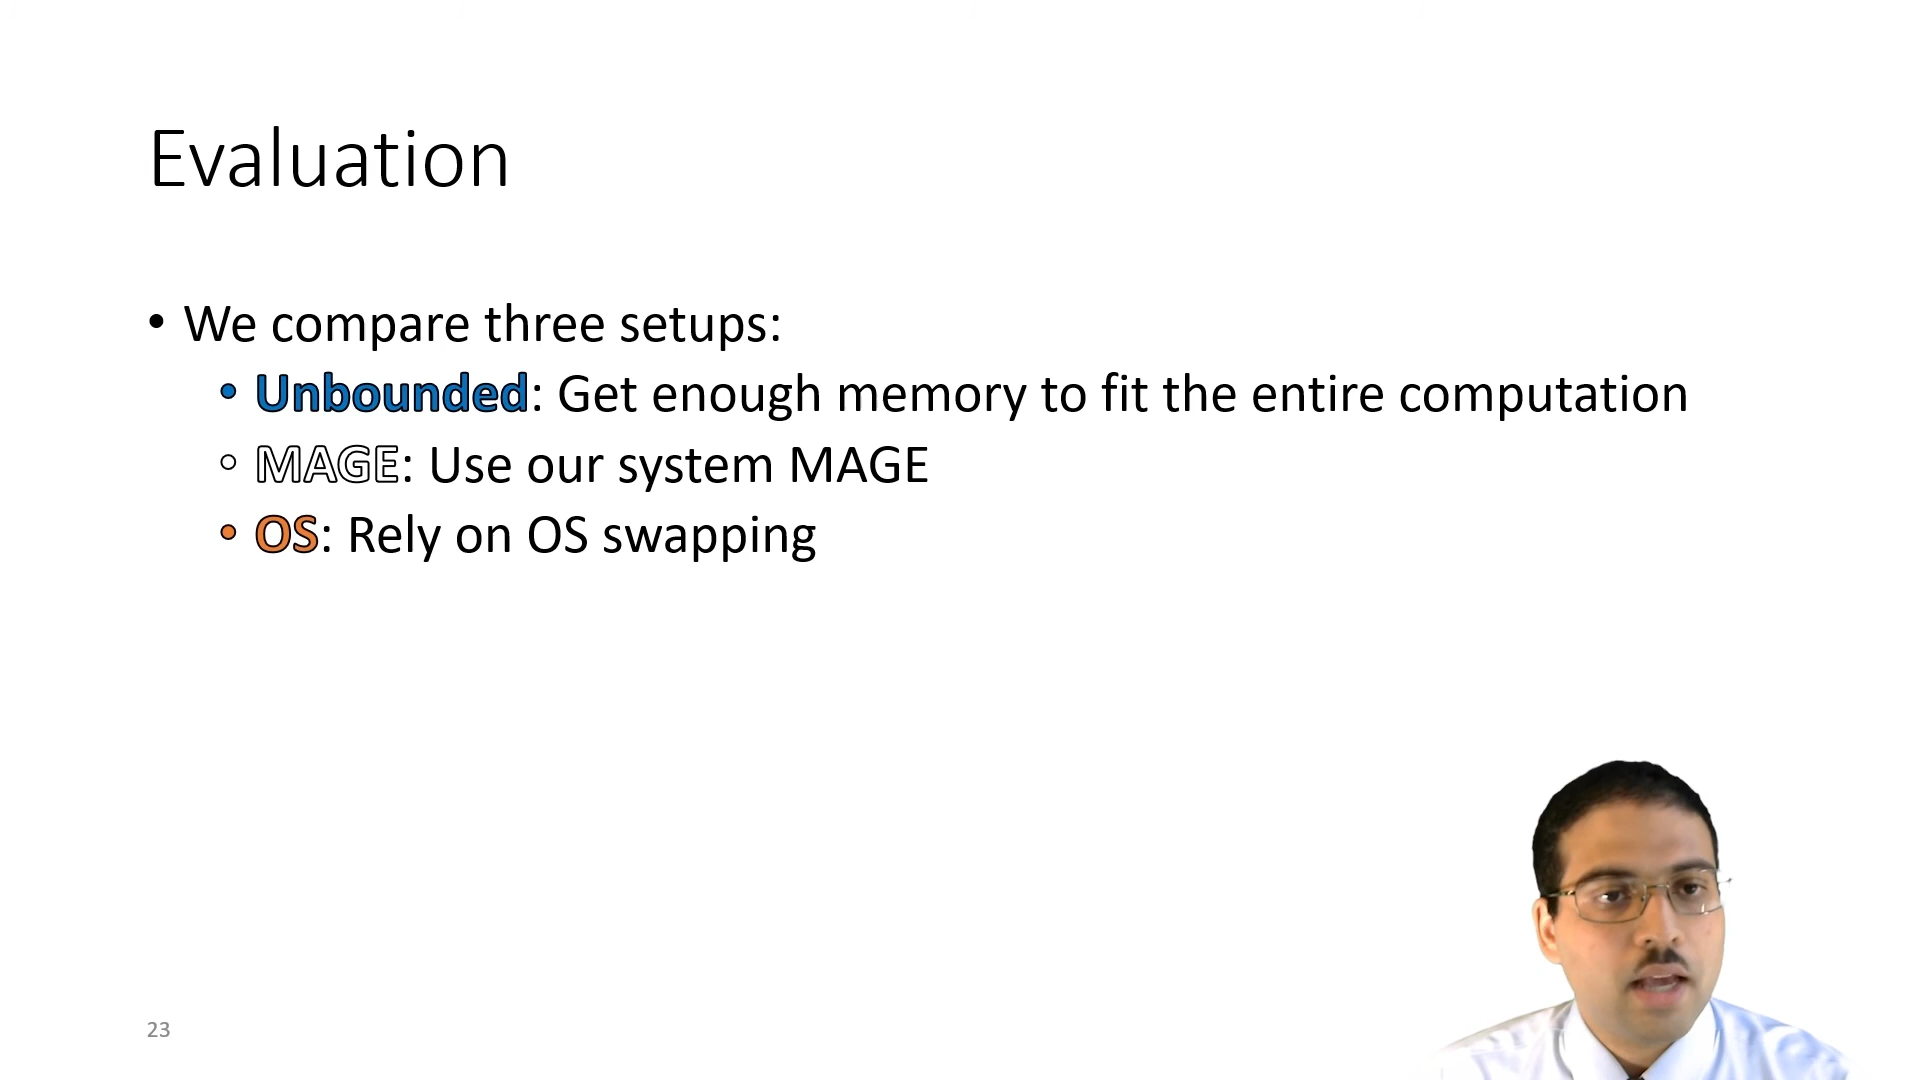 Evaluation
• We compare three setups:
• Unbounded: Get enough memory to fit the entire computation
◦ MAGE: Use our system MAGE
• OS: Rely on OS swapping
23